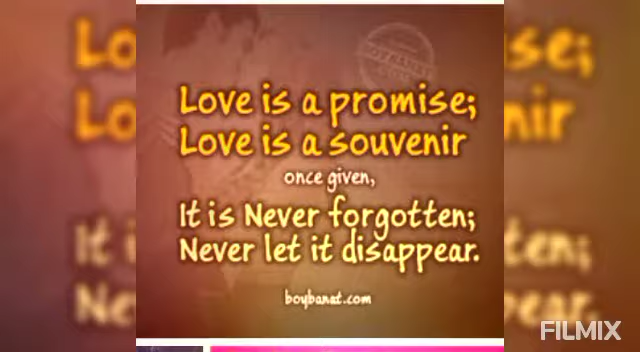 Love is a promise;
Love is a souvenir
once given,
It is Never forgotten;
Never let it disappear.
boybanat.com
FILMIX